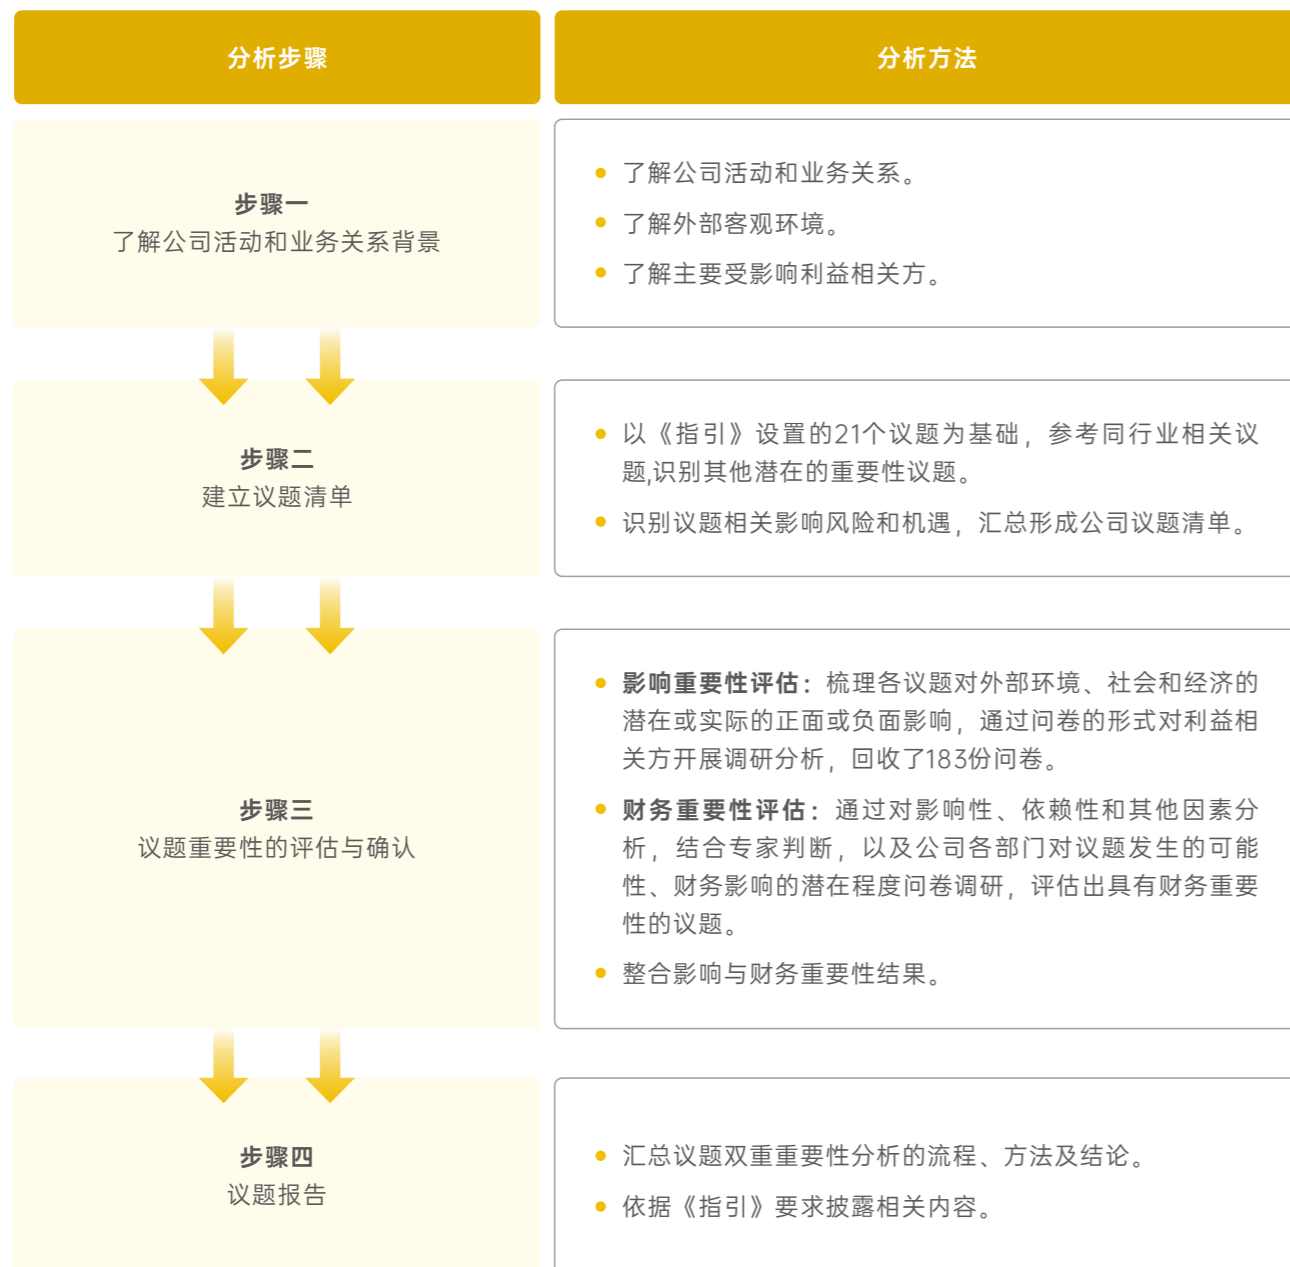 分析步骤
分析方法
步骤一
了解公司活动和业务关系背景
了解公司活动和业务关系。
了解外部客观环境。
了解主要受影响利益相关方。
步骤二
建立议题清单
以《指引》设置的21个议题为基础，参考同行业相关议
题,识别其他潜在的重要性议题。
识别议题相关影响风险和机遇，汇总形成公司议题清单。
步骤三
议题重要性的评估与确认
影响重要性评估：梳理各议题对外部环境、社会和经济的
潜在或实际的正面或负面影响，通过问卷的形式对利益相
关方开展调研分析，回收了183份问卷。
财务重要性评估：通过对影响性、依赖性和其他因素分
析，结合专家判断，以及公司各部门对议题发生的可能
性、财务影响的潜在程度问卷调研，评估出具有财务重要
性的议题。
整合影响与财务重要性结果。
步骤四
议题报告
汇总议题双重重要性分析的流程、方法及结论。
依据《指引》要求披露相关内容。